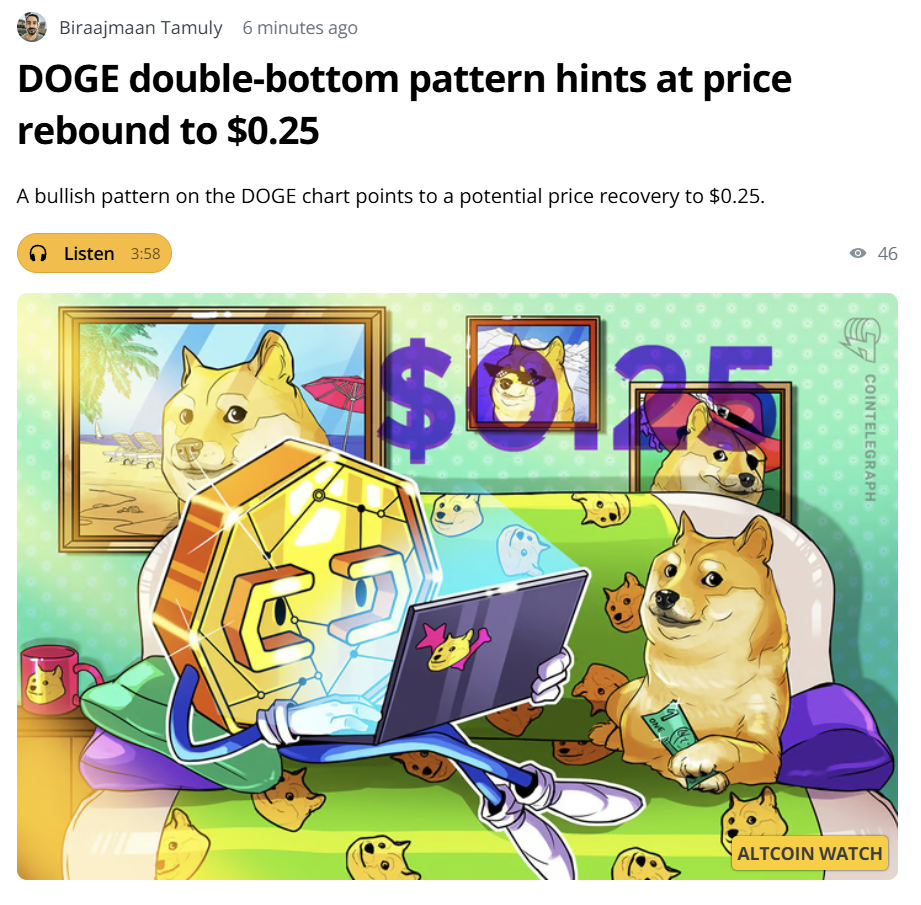 Biraajmaan Tamuly 6 minutes ago
DOGE double-bottom pattern hints at price
rebound to $0.25
A bullish pattern on the DOGE chart points to a potential price recovery to $0.25.
Listen 3:58
46
$0.25
COINTELEGRAPH
ONE
ALTCOIN WATCH